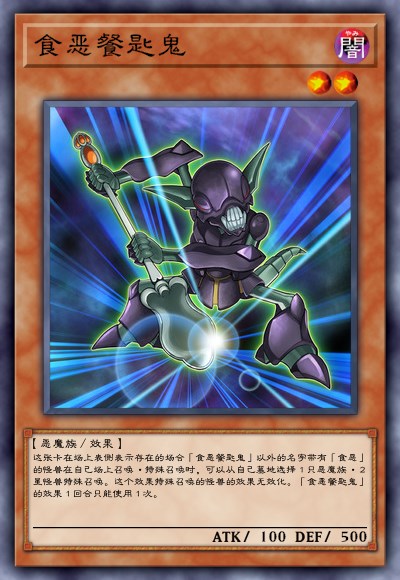 食恶餐匙鬼
やみ
闇
【恶魔族／效果】
这张卡在场上表侧表示存在的场合「食恶餐匙鬼」以外的名字带有「食恶」
的怪兽在自己场上召唤·特殊召唤时，可以从自己墓地选择1只恶魔族·2
星怪兽特殊召唤。这个效果特殊召唤的怪兽的效果无效化。「食恶餐匙鬼」
的效果1回合只能使用1次。
ATK/ 100 DEF/ 500